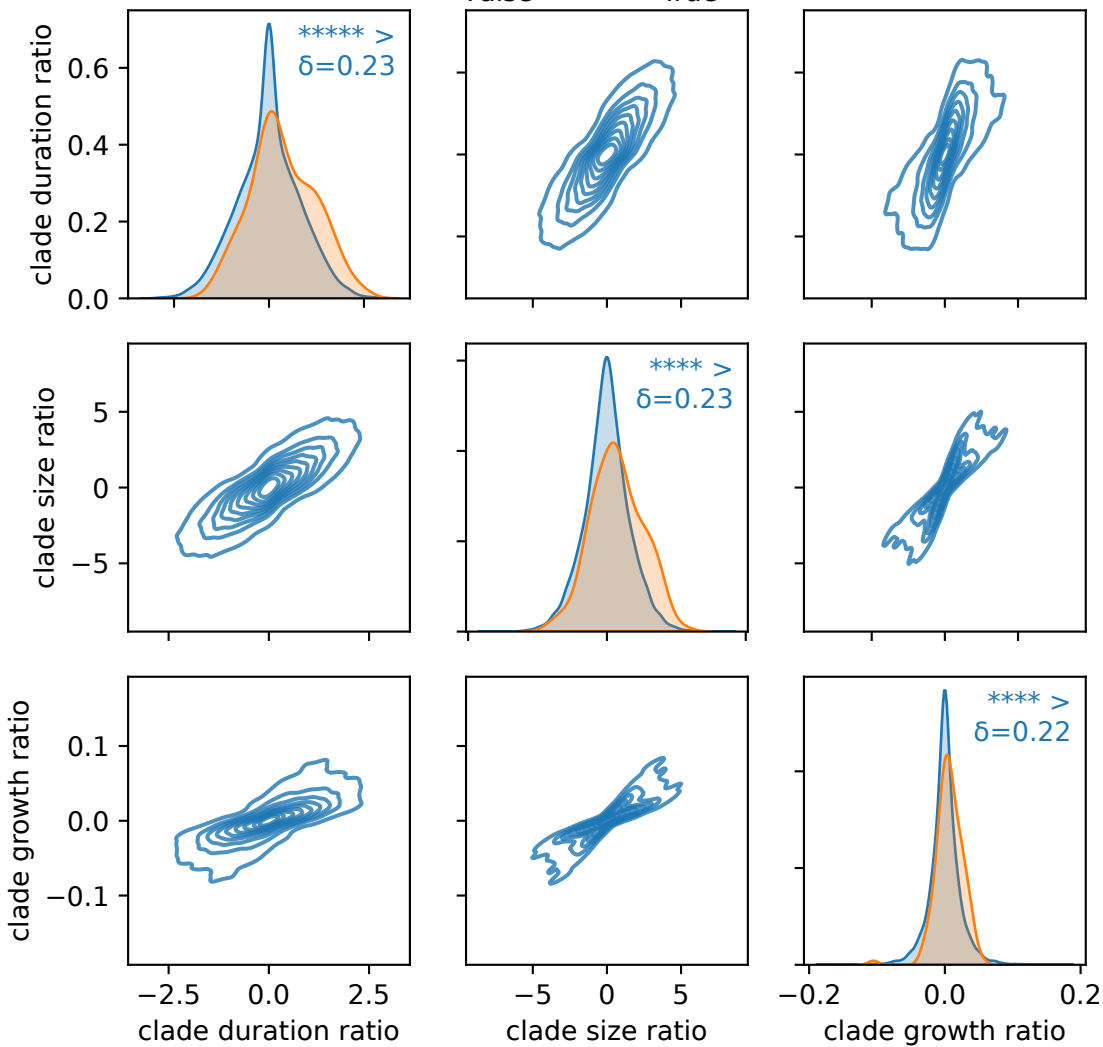 ***** >
δ=0.23
clade duration ratio
0.6
0.4
0.2
0.0
**** >
δ=0.23
clade size ratio
5
0
−5
**** >
δ=0.22
clade growth ratio
0.1
0.0
−0.1
−2.5 0.0 2.5
−5 0 5
−0.2 0.0 0.2
clade duration ratio
clade size ratio
clade growth ratio